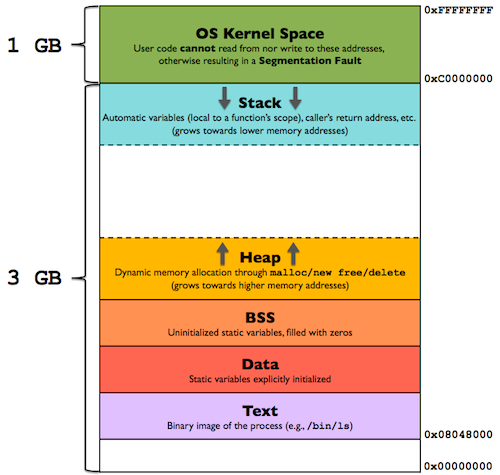 0xFFFFFFFF
1 GB
OS Kernel Space
User code cannot read from nor write to these addresses,
otherwise resulting in a Segmentation Fault
0xC0000000
Stack
Automatic variables (local to a function's scope), caller's return address, etc.
(grows towards lower memory addresses)
3 GB
Heap
Dynamic memory allocation through malloc/new free/delete
(grows towards higher memory addresses)
BSS
Uninitialized static variables, filled with zeros
Data
Static variables explicitly initialized
Text
Binary image of the process (e.g., /bin/ls)
0x08048000
0x00000000